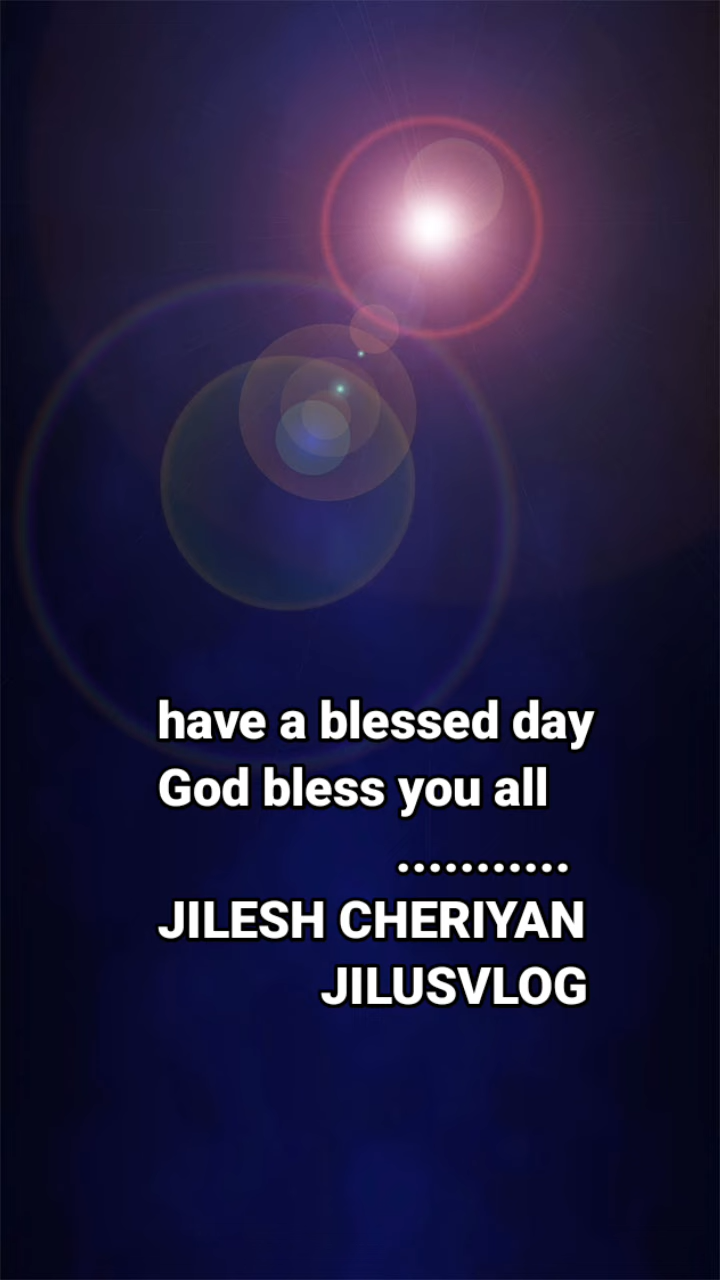 have a blessed day
God bless you all
...........
JILESH CHERIYAN
JILUSVLOG